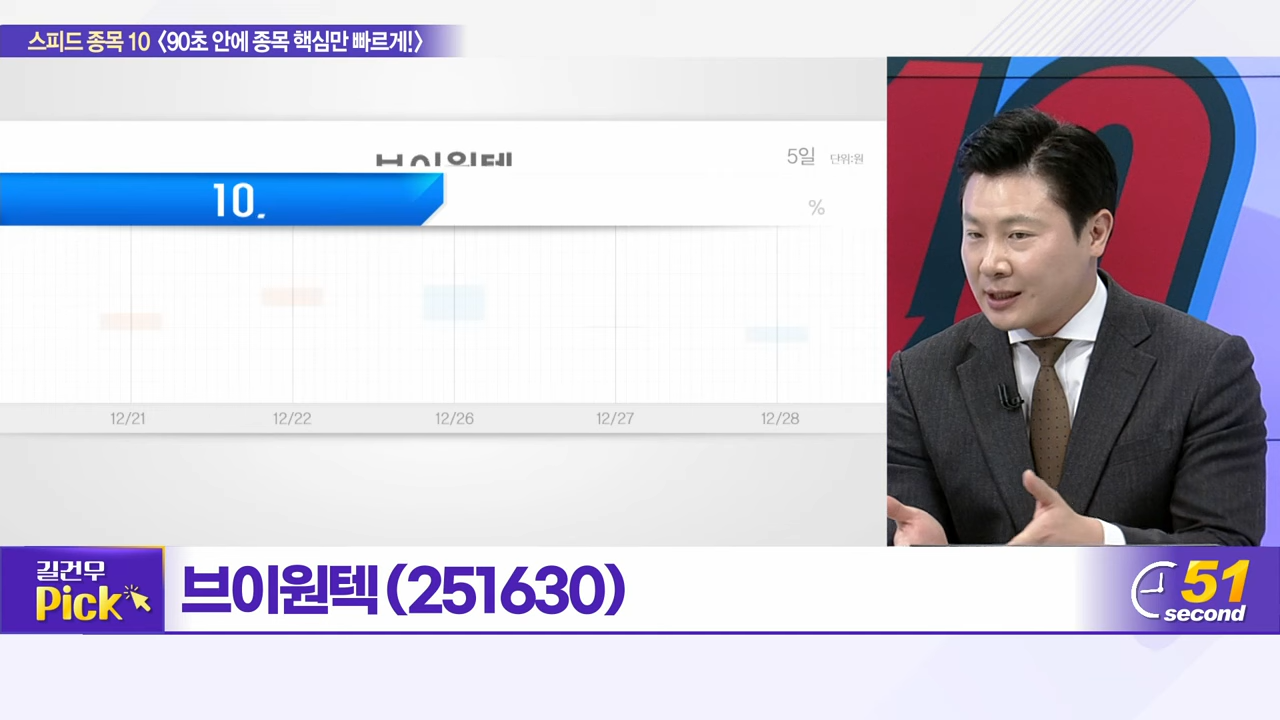 스피드 종목 10 <90초 안에 종목 핵심만 빠르게!>
5일 단위:원
10.
%
12/21 12/22 12/26 12/27 12/28
길건무
Pick
브이원텍(251630)
51
second